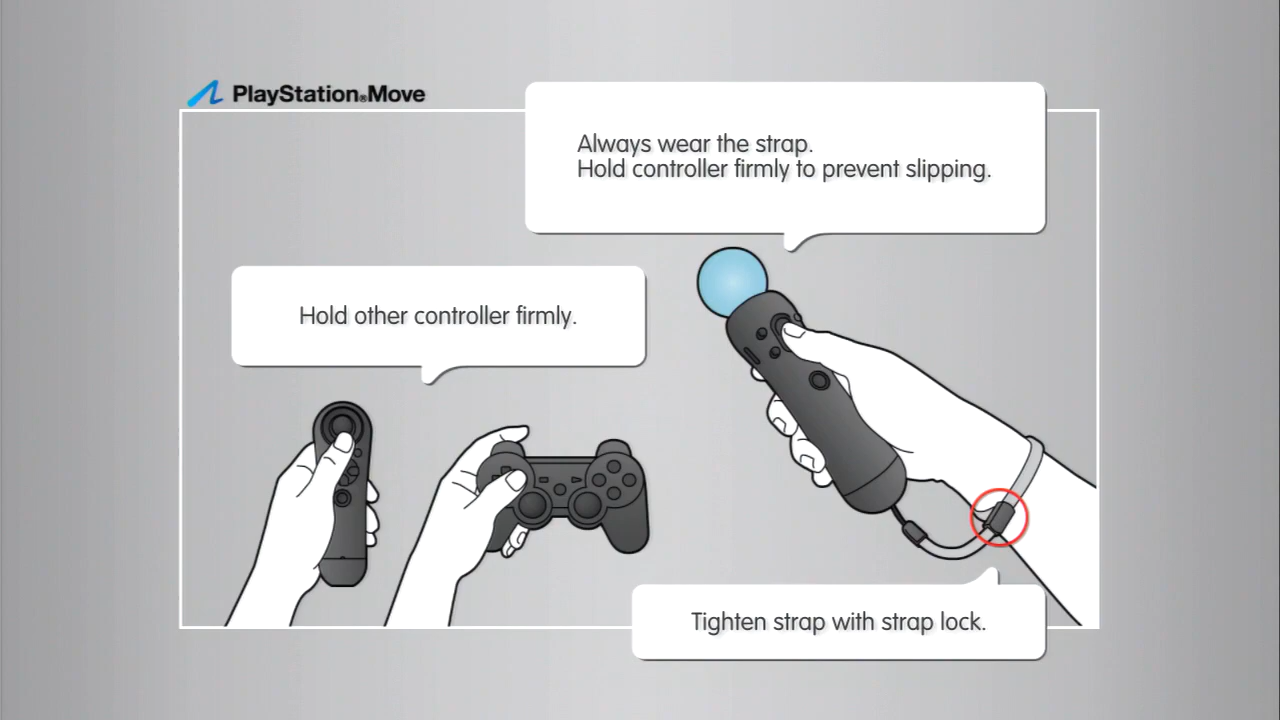 PlayStation®Move
Always wear the strap.
Hold controller firmly to prevent slipping.
Hold other controller firmly.
Tighten strap with strap lock.